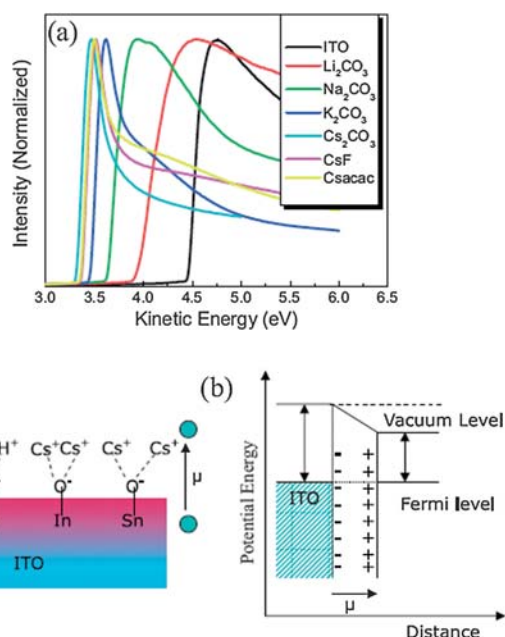 (a)
ITO
Li₂CO₃
Na₂CO₃
K₂CO₃
Cs₂CO₃
CsF
Csacac
Intensity (Normalized)
3.0 3.5 4.0 4.5 5.0 5.5 6.0 6.5
Kinetic Energy (eV)
(b)
H⁺ Cs⁺Cs⁺ Cs⁺ Cs⁺
μ
O⁻ O⁻
In Sn
ITO
Potential Energy
Vacuum Level
- +
ITO - + Fermi level
- +
- +
- +
- +
- +
- +
μ
Distance